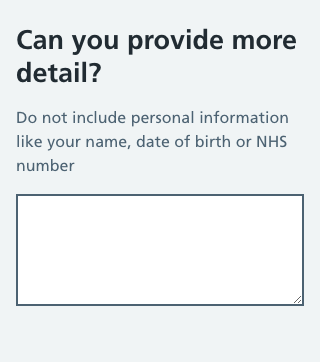 Can you provide more
detail?
Do not include personal information
like your name, date of birth or NHS
number